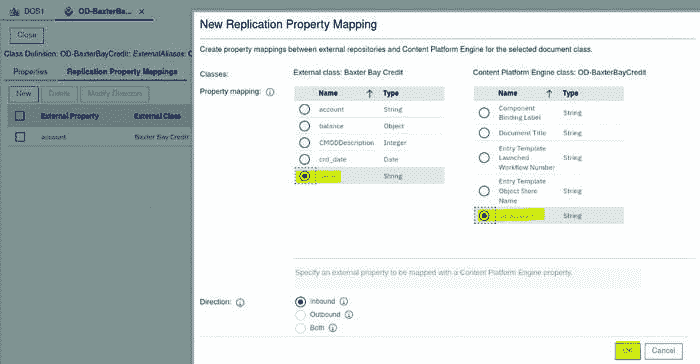 DOS1
OD-BaxterBa...
Close
Class Definition: OD-BaxterBayCredit: ExternalAliases: C
Properties
Replication Property Mappings
New
Delete
Modify Direction
External Property
External Class
account
Baxter Bay Credit
New Replication Property Mapping
Create property mappings between external repositories and Content Platform Engine for the selected document class.
Classes:
External class: Baxter Bay Credit
Content Platform Engine class: OD-BaxterBayCredit
Property mapping:
Name
Type
account
String
balance
Object
CMODDescription
Integer
crd_date
Date
String
Name
Type
Component
Binding Label
String
Document Title
String
Entry Template
Launched
Workflow Number
String
Entry Template
Object Store
Name
String
String
Specify an external property to be mapped with a Content Platform Engine property.
Direction:
Inbound
Outbound
Both
OK
Cancel